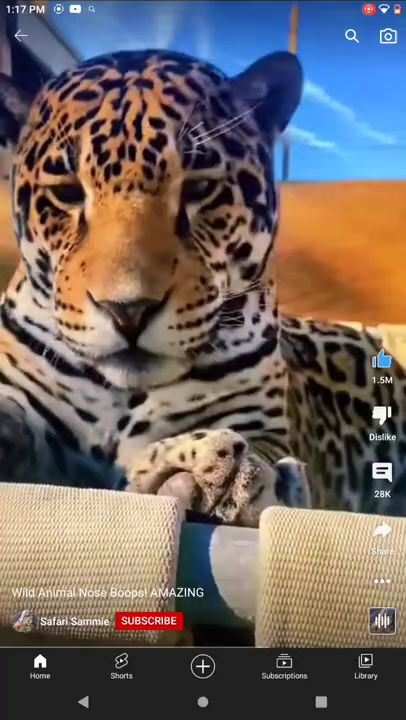 1:17 PM
1.5M
Dislike
28K
Share
Wild Animal Nose Boops! AMAZING
Safari Sammie SUBSCRIBE
Home Shorts Subscriptions Library